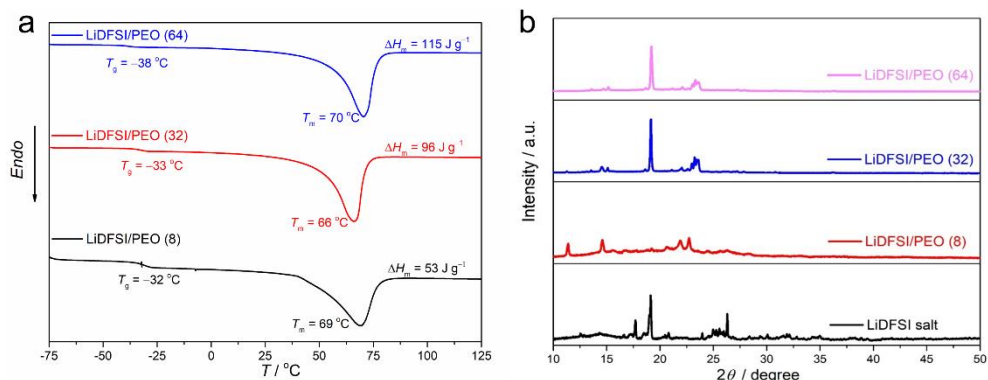 a
LiDFSI/PEO (64)
ΔHm = 115 J g⁻¹
Tg = −38 °C
Tm = 70 °C
LiDFSI/PEO (32)
ΔHm = 96 J g⁻¹
Tg = −33 °C
Tm = 66 °C
LiDFSI/PEO (8)
ΔHm = 53 J g⁻¹
Tg = −32 °C
Tm = 69 °C
Endo
-75 -50 -25 0 25 50 75 100 125
T / °C
b
LiDFSI/PEO (64)
LiDFSI/PEO (32)
LiDFSI/PEO (8)
LiDFSI salt
Intensity / a.u.
10 15 20 25 30 35 40 45 50
2θ / degree